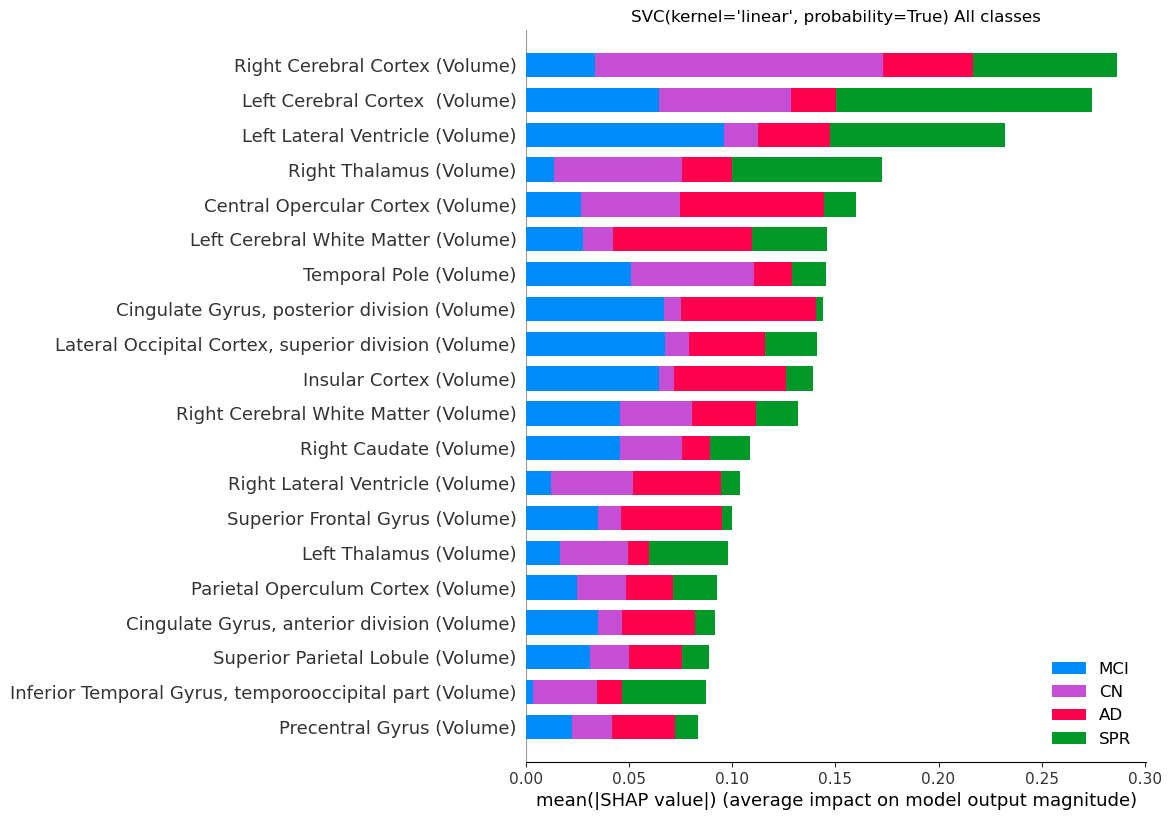 SVC(kernel='linear', probability=True) All classes
Right Cerebral Cortex (Volume)
Left Cerebral Cortex  (Volume)
Left Lateral Ventricle (Volume)
Right Thalamus (Volume)
Central Opercular Cortex (Volume)
Left Cerebral White Matter (Volume)
Temporal Pole (Volume)
Cingulate Gyrus, posterior division (Volume)
Lateral Occipital Cortex, superior division (Volume)
Insular Cortex (Volume)
Right Cerebral White Matter (Volume)
Right Caudate (Volume)
Right Lateral Ventricle (Volume)
Superior Frontal Gyrus (Volume)
Left Thalamus (Volume)
Parietal Operculum Cortex (Volume)
Cingulate Gyrus, anterior division (Volume)
Superior Parietal Lobule (Volume)
Inferior Temporal Gyrus, temporooccipital part (Volume)
Precentral Gyrus (Volume)
MCI
CN
AD
SPR
0.00 0.05 0.10 0.15 0.20 0.25 0.30
mean(|SHAP value|) (average impact on model output magnitude)